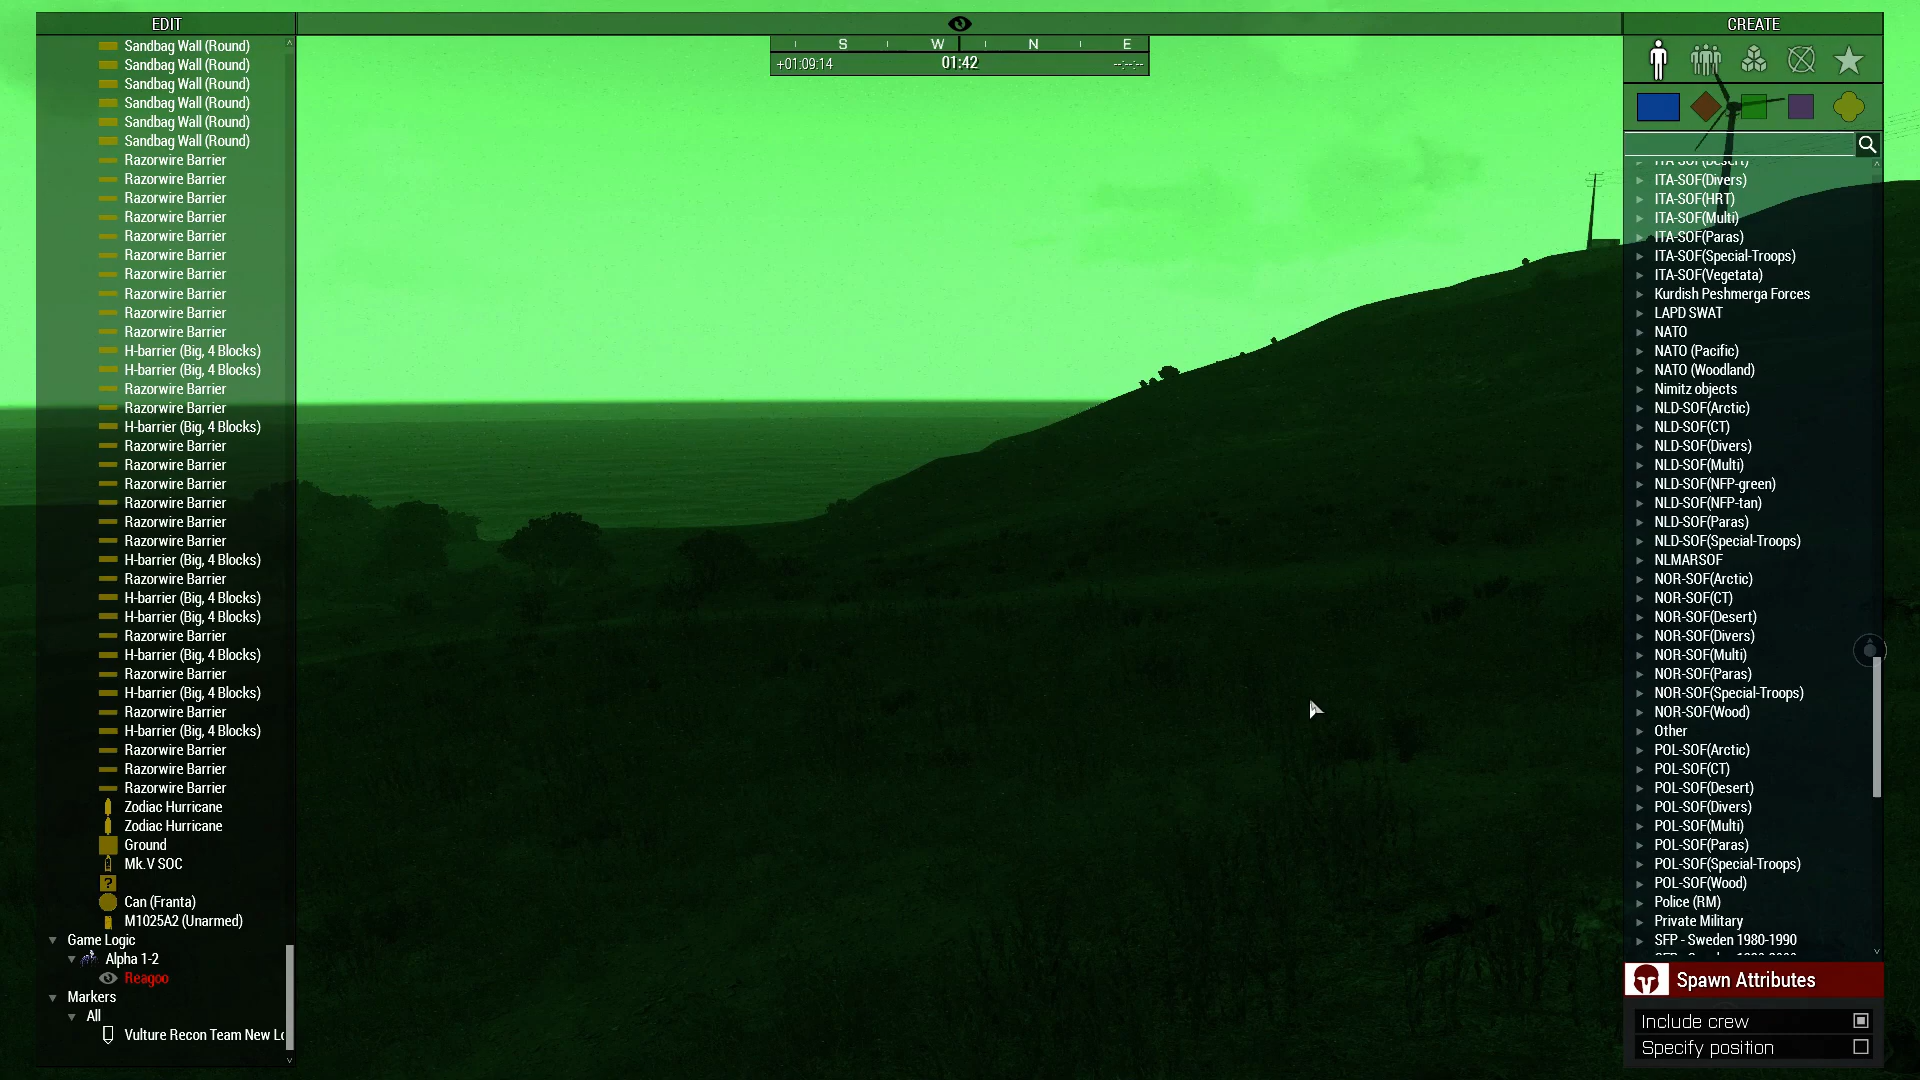 EDIT
Sandbag Wall (Round)
Sandbag Wall (Round)
Sandbag Wall (Round)
Sandbag Wall (Round)
Sandbag Wall (Round)
Sandbag Wall (Round)
Razorwire Barrier
Razorwire Barrier
Razorwire Barrier
Razorwire Barrier
Razorwire Barrier
Razorwire Barrier
Razorwire Barrier
Razorwire Barrier
Razorwire Barrier
Razorwire Barrier
H-barrier (Big, 4 Blocks)
H-barrier (Big, 4 Blocks)
Razorwire Barrier
Razorwire Barrier
H-barrier (Big, 4 Blocks)
Razorwire Barrier
Razorwire Barrier
Razorwire Barrier
Razorwire Barrier
Razorwire Barrier
Razorwire Barrier
H-barrier (Big, 4 Blocks)
Razorwire Barrier
H-barrier (Big, 4 Blocks)
H-barrier (Big, 4 Blocks)
Razorwire Barrier
H-barrier (Big, 4 Blocks)
Razorwire Barrier
H-barrier (Big, 4 Blocks)
Razorwire Barrier
H-barrier (Big, 4 Blocks)
Razorwire Barrier
Razorwire Barrier
Razorwire Barrier
Zodiac Hurricane
Zodiac Hurricane
Ground
Mk.V SOC
?
Can (Franta)
M1025A2 (Unarmed)
Game Logic
Alpha 1-2
Reagoo
Markers
All
Vulture Recon Team New Lo
S W N E
+01:09:14 01:42 --:--:--
CREATE
ITA-SOF(Desert)
ITA-SOF(Divers)
ITA-SOF(HRT)
ITA-SOF(Multi)
ITA-SOF(Paras)
ITA-SOF(Special-Troops)
ITA-SOF(Vegetata)
Kurdish Peshmerga Forces
LAPD SWAT
NATO
NATO (Pacific)
NATO (Woodland)
Nimitz objects
NLD-SOF(Arctic)
NLD-SOF(CT)
NLD-SOF(Divers)
NLD-SOF(Multi)
NLD-SOF(NFP-green)
NLD-SOF(NFP-tan)
NLD-SOF(Paras)
NLD-SOF(Special-Troops)
NLMARSOF
NOR-SOF(Arctic)
NOR-SOF(CT)
NOR-SOF(Desert)
NOR-SOF(Divers)
NOR-SOF(Multi)
NOR-SOF(Paras)
NOR-SOF(Special-Troops)
NOR-SOF(Wood)
Other
POL-SOF(Arctic)
POL-SOF(CT)
POL-SOF(Desert)
POL-SOF(Divers)
POL-SOF(Multi)
POL-SOF(Paras)
POL-SOF(Special-Troops)
POL-SOF(Wood)
Police (RM)
Private Military
SFP - Sweden 1980-1990
Spawn Attributes
Include crew
Specify position